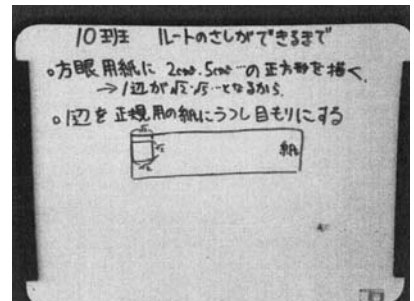 10班 ルートのさしができるまで
○方眼用紙に 2cm²・5cm²…の正方形を描く。
→1辺が√2・√5…となるから。
○1辺を正規用の紙にうつし目もりにする
√2
√2
√2
紙